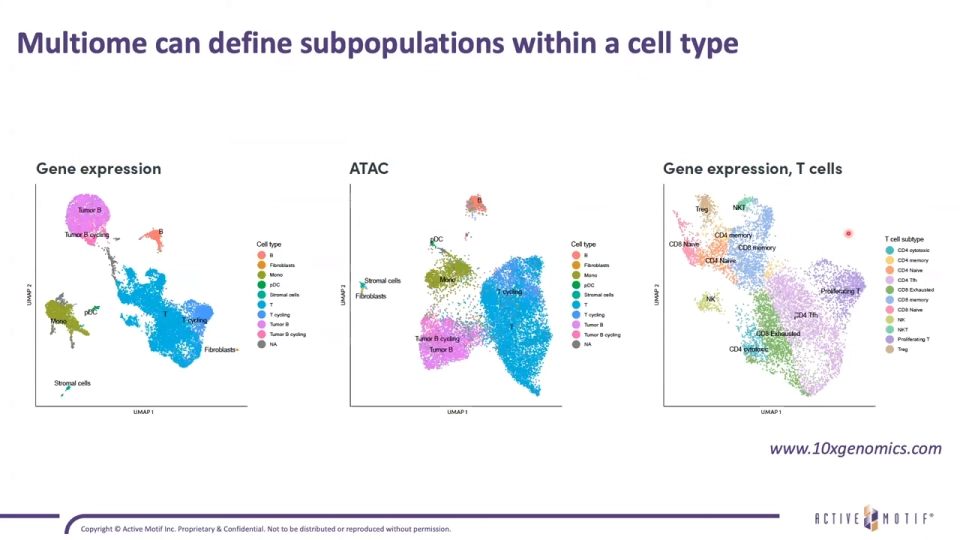 Multiome can define subpopulations within a cell type
Gene expression
Tumor B
Tumor B cycling
B
Mono
pDC
T
T cycling
Fibroblasts
Stromal cells
UMAP 2
UMAP 1
Cell type
B
Fibroblasts
Mono
pDC
Stromal cells
T
T cycling
Tumor B
Tumor B cycling
NA
ATAC
B
pDC
Mono
Stromal cells
Fibroblasts
T cycling
T
Tumor B cycling
Tumor B
UMAP 2
UMAP 1
Cell type
B
Fibroblasts
Mono
pDC
Stromal cells
T
T cycling
Tumor B
Tumor B cycling
NA
Gene expression, T cells
Treg
NKT
CD8 Naive
CD4 memory
CD8 memory
CD4 Naive
NK
Proliferating T
CD4 Tfh
CD8 Exhausted
CD4 cytotoxic
UMAP 2
UMAP 1
T cell subtype
CD4 cytotoxic
CD4 memory
CD4 Naive
CD4 Tfh
CD8 Exhausted
CD8 memory
CD8 Naive
NK
NKT
Proliferating T
Treg
www.10xgenomics.com
Copyright © Active Motif Inc. Proprietary & Confidential. Not to be distributed or reproduced without permission.
ACTIVE MOTIF®